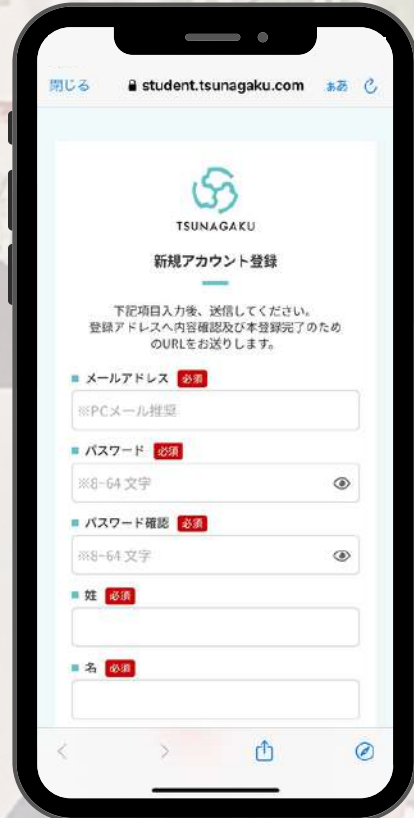 閉じる student.tsunagaku.com ぁあ
TSUNAGAKU
新規アカウント登録
下記項目入力後、送信してください。
登録アドレスへ内容確認及び本登録完了のため
のURLをお送りします。
メールアドレス 必須
※PCメール推奨
パスワード 必須
※8-64 文字
パスワード確認 必須
※8-64 文字
姓 必須
名 必須